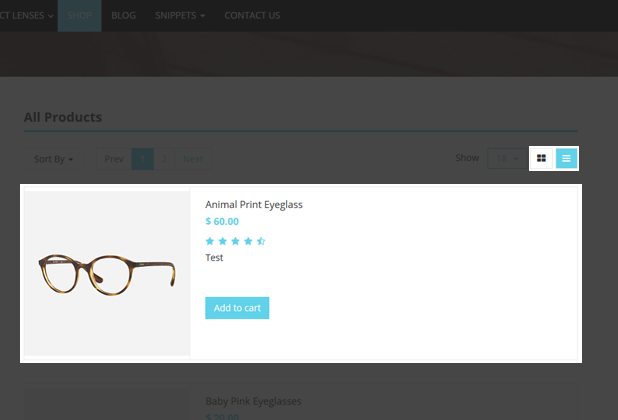 CT LENSES SHOP BLOG SNIPPETS CONTACT US
All Products
Sort By Prev 1 2 Next Show
Animal Print Eyeglass
$ 60.00
Test
Add to cart
Baby Pink Eyeglasses
$ 70.00